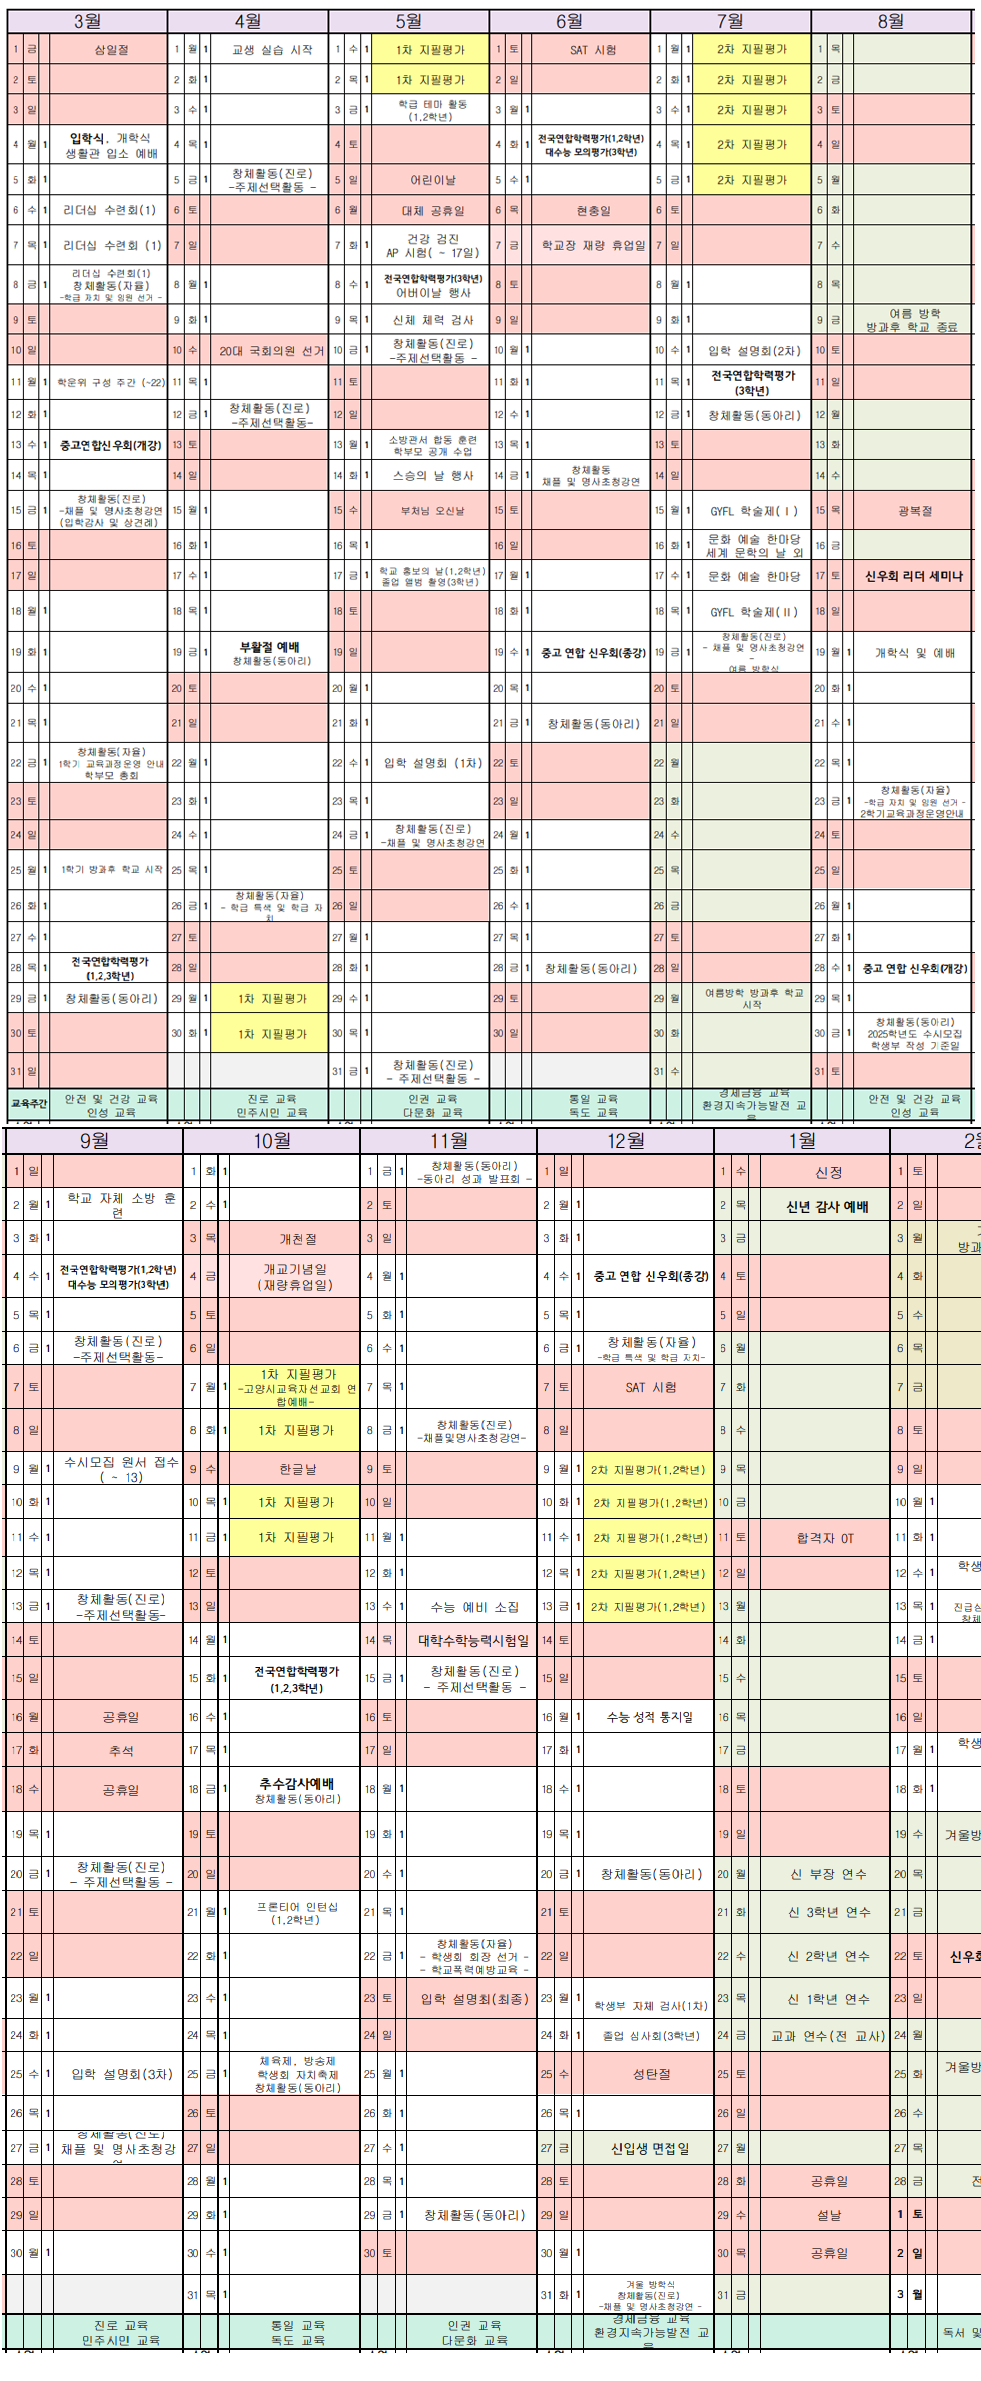 3월 4월 5월 6월 7월 8월
1 금 삼일절 1 월 1 교생 실습 시작 1 수 1 1차 지필평가 1 토 SAT 시험 1 월 1 2차 지필평가 1 목
2 토 2 화 1 2 목 1 1차 지필평가 2 일 2 화 1 2차 지필평가 2 금
3 일 3 수 1 3 금 1 학급 테마 활동 (1,2학년) 3 월 1 3 수 1 2차 지필평가 3 토
4 월 1 입학식, 개학식 생활관 입소 예배 4 목 1 4 토 4 화 1 전국연합학력평가(1,2학년) 대수능 모의평가(3학년) 4 목 1 2차 지필평가 4 일
5 화 1 5 금 1 창체활동(진로) -주제선택활동 - 5 일 어린이날 5 수 1 5 금 1 2차 지필평가 5 월
6 수 1 리더십 수련회(1) 6 토 6 월 대체 공휴일 6 목 현충일 6 토 6 화
7 목 1 리더십 수련회 (1) 7 일 7 화 1 건강 검진 AP 시험( ~ 17일) 7 금 학교장 재량 휴업일 7 일 7 수
8 금 1 리더십 수련회(1) 창체활동(자율) -학급 자치 및 임원 선거 - 8 월 1 8 수 1 전국연합학력평가(3학년) 어버이날 행사 8 토 8 월 1 8 목
9 토 9 화 1 9 목 1 신체 체력 검사 9 일 9 화 1 9 금 여름 방학 방과후 학교 종료
10 일 10 수 20대 국회의원 선거 10 금 1 창체활동(진로) -주제선택활동 - 10 월 1 10 수 1 입학 설명회(2차) 10 토
11 월 1 학운위 구성 주간 (~22) 11 목 1 11 토 11 화 1 11 목 1 전국연합학력평가 (3학년) 11 일
12 화 1 12 금 1 창체활동(진로) -주제선택활동- 12 일 12 수 1 12 금 1 창체활동(동아리) 12 월
13 수 1 중고연합신우회(개강) 13 토 13 월 1 소방관서 합동 훈련 학부모 공개 수업 13 목 1 13 토 13 화
14 목 1 14 일 14 화 1 스승의 날 행사 14 금 1 창체활동 채플 및 명사초청강연 14 일 14 수
15 금 1 창체활동(진로) -채플 및 명사초청강연 (입학감사 및 상견례) 15 월 1 15 수 부처님 오신날 15 토 15 월 1 GYFL 학술제(Ⅰ) 15 목 광복절
16 토 16 화 1 16 목 1 16 일 16 화 1 문화 예술 한마당 세계 문학의 날 외 16 금
17 일 17 수 1 17 금 1 학교 홍보의 날(1,2학년) 졸업 앨범 촬영(3학년) 17 월 1 17 수 1 문화 예술 한마당 17 토 신우회 리더 세미나
18 월 1 18 목 1 18 토 18 화 1 18 목 1 GYFL 학술제(Ⅱ) 18 일
19 화 1 19 금 1 부활절 예배 창체활동(동아리) 19 일 19 수 1 중고 연합 신우회(종강) 19 금 1 창체활동(진로) - 채플 및 명사초청강연 - 여름 방학식 19 월 1 개학식 및 예배
20 수 1 20 토 20 월 1 20 목 1 20 토 20 화 1
21 목 1 21 일 21 화 1 21 금 1 창체활동(동아리) 21 일 21 수 1
22 금 1 창체활동(자율) 1학기 교육과정운영 안내 학부모 총회 22 월 1 22 수 1 입학 설명회 (1차) 22 토 22 월 22 목 1
23 토 23 화 1 23 목 1 23 일 23 화 23 금 1 창체활동(자율) -학급 자치 및 임원 선거 - 2학기교육과정운영안내
24 일 24 수 1 24 금 1 창체활동(진로) -채플 및 명사초청강연 24 월 1 24 수 24 토
25 월 1 1학기 방과후 학교 시작 25 목 1 25 토 25 화 1 25 목 25 일
26 화 1 26 금 1 창체활동(자율) - 학급 특색 및 학급 자치 26 일 26 수 1 26 금 26 월 1
27 수 1 27 토 27 월 1 27 목 1 27 토 27 화 1
28 목 1 전국연합학력평가 (1,2,3학년) 28 일 28 화 1 28 금 1 창체활동(동아리) 28 일 28 수 1 중고 연합 신우회(개강)
29 금 1 창체활동(동아리) 29 월 1 1차 지필평가 29 수 1 29 토 29 월 여름방학 방과후 학교 시작 29 목 1
30 토 30 화 1 1차 지필평가 30 목 1 30 일 30 화 30 금 1 창체활동(동아리) 2025학년도 수시모집 학생부 작성 기준일
31 일 31 금 1 창체활동(진로) - 주제선택활동 - 31 수 31 토
교육주간 안전 및 건강 교육 인성 교육 진로 교육 민주시민 교육 인권 교육 다문화 교육 통일 교육 독도 교육 경제금융 교육 환경지속가능발전 교육 안전 및 건강 교육 인성 교육
9월 10월 11월 12월 1월
1 일 1 화 1 1 금 1 창체활동(동아리) -동아리 성과 발표회 - 1 일 1 수 신정 1 토
2 월 1 학교 자체 소방 훈련 2 수 1 2 토 2 월 1 2 목 신년 감사 예배 2 일
3 화 1 3 목 개천절 3 일 3 화 1 3 금 3 월 방과
4 수 1 전국연합학력평가(1,2학년) 대수능 모의평가(3학년) 4 금 개교기념일 (재량휴업일) 4 월 1 4 수 1 중고 연합 신우회(종강) 4 토 4 화
5 목 1 5 토 5 화 1 5 목 1 5 일 5 수
6 금 1 창체활동(진로) -주제선택활동- 6 일 6 수 1 6 금 1 창체활동(자율) -학급 특색 및 학급 자치- 6 월 6 목
7 토 7 월 1 1차 지필평가 -고양시교육자선교회 연합예배- 7 목 1 7 토 SAT 시험 7 화 7 금
8 일 8 화 1 1차 지필평가 8 금 1 창체활동(진로) -채플및명사초청강연- 8 일 8 수 8 토
9 월 1 수시모집 원서 접수 ( ~ 13) 9 수 한글날 9 토 9 월 1 2차 지필평가(1,2학년) 9 목 9 일
10 화 1 10 목 1 1차 지필평가 10 일 10 화 1 2차 지필평가(1,2학년) 10 금 10 월 1
11 수 1 11 금 1 1차 지필평가 11 월 1 11 수 1 2차 지필평가(1,2학년) 11 토 합격자 OT 11 화 1
12 목 1 12 토 12 화 1 12 목 1 2차 지필평가(1,2학년) 12 일 12 수 1 학생
13 금 1 창체활동(진로) -주제선택활동- 13 일 13 수 1 수능 예비 소집 13 금 1 2차 지필평가(1,2학년) 13 월 13 목 1 진급심 창체
14 토 14 월 1 14 목 대학수학능력시험일 14 토 14 화 14 금 1
15 일 15 화 1 전국연합학력평가 (1,2,3학년) 15 금 1 창체활동(진로) - 주제선택활동 - 15 일 15 수 15 토
16 월 공휴일 16 수 1 16 토 16 월 1 수능 성적 통지일 16 목 16 일
17 화 추석 17 목 1 17 일 17 화 1 17 금 17 월 1 학생
18 수 공휴일 18 금 1 추수감사예배 창체활동(동아리) 18 월 1 18 수 1 18 토 18 화 1
19 목 1 19 토 19 화 1 19 목 1 19 일 19 수 겨울방
20 금 1 창체활동(진로) - 주제선택활동 - 20 일 20 수 1 20 금 1 창체활동(동아리) 20 월 신 부장 연수 20 목
21 토 21 월 1 프론티어 인턴십 (1,2학년) 21 목 1 21 토 21 화 신 3학년 연수 21 금
22 일 22 화 1 22 금 1 창체활동(자율) - 학생회 회장 선거 - - 학교폭력예방교육 - 22 일 22 수 신 2학년 연수 22 토 신우회
23 월 1 23 수 1 23 토 입학 설명회(최종) 23 월 1 학생부 자체 검사(1차) 23 목 신 1학년 연수 23 일
24 화 1 24 목 1 24 일 24 화 1 졸업 심사회(3학년) 24 금 교과 연수(전 교사) 24 월
25 수 1 입학 설명회(3차) 25 금 1 체육제, 방송제 학생회 자치축제 창체활동(동아리) 25 월 1 25 수 성탄절 25 토 25 화 겨울방
26 목 1 26 토 26 화 1 26 목 1 26 일 26 수
27 금 1 창체활동(진로) 채플 및 명사초청강연 27 일 27 수 1 27 금 신입생 면접일 27 월 27 목
28 토 28 월 1 28 목 1 28 토 28 화 공휴일 28 금 전
29 일 29 화 1 29 금 1 창체활동(동아리) 29 일 29 수 설날 1 토
30 월 1 30 수 1 30 토 30 월 1 30 목 공휴일 2 일
31 목 1 31 화 1 겨울 방학식 창체활동(진로) -채플 및 명사초청강연 - 31 금 3 월
진로 교육 민주시민 교육 통일 교육 독도 교육 인권 교육 다문화 교육 경제금융 교육 환경지속가능발전 교육 독서 및